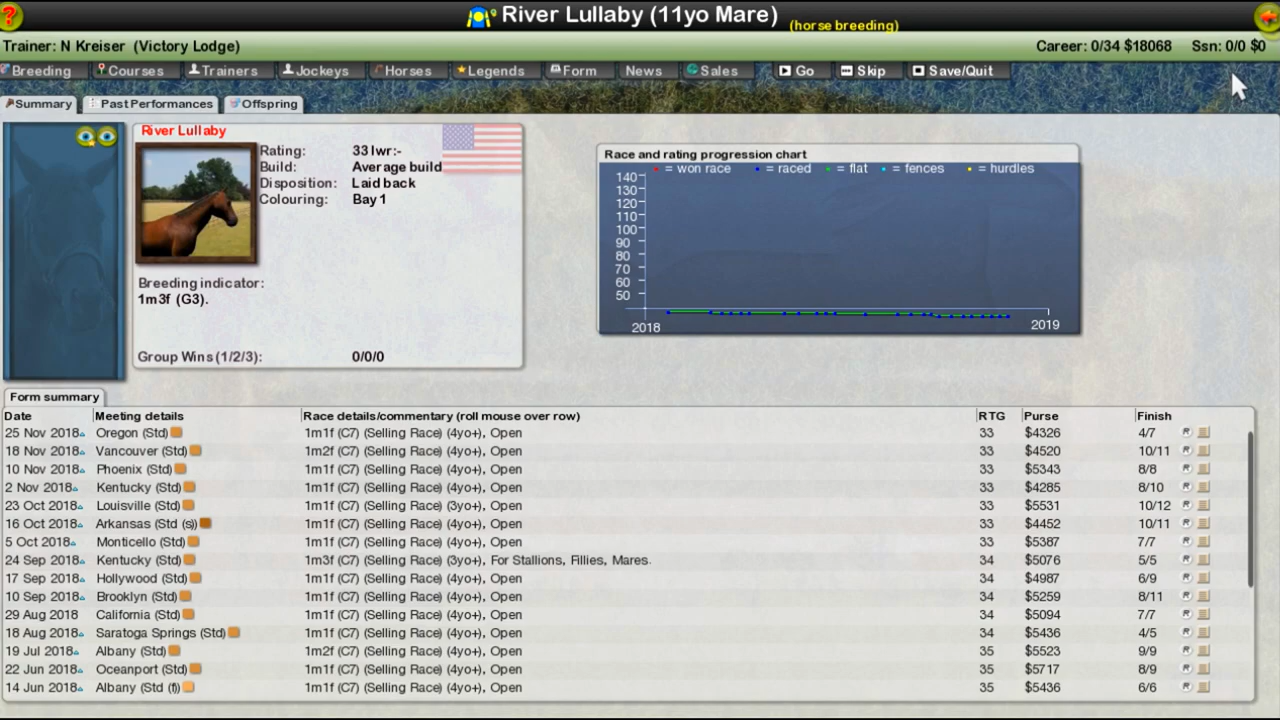 River Lullaby (11yo Mare) (horse breeding)
Trainer: N Kreiser (Victory Lodge) Career: 0/34 $18068 Ssn: 0/0 $0
Breeding Courses Trainers Jockeys Horses Legends Form News Sales Go Skip Save/Quit
Summary Past Performances Offspring
River Lullaby
Rating: 33 lwr:-
Build: Average build
Disposition: Laid back
Colouring: Bay 1
Breeding indicator:
1m3f (G3).
Group Wins (1/2/3): 0/0/0
Race and rating progression chart
= won race = raced = flat = fences = hurdles
140
130
120
110
100
90
80
70
60
50
2018 2019
Form summary
Date Meeting details Race details/commentary (roll mouse over row) RTG Purse Finish
25 Nov 2018 Oregon (Std) 1m1f (C7) (Selling Race) (4yo+), Open 33 $4326 4/7 R
18 Nov 2018 Vancouver (Std) 1m2f (C7) (Selling Race) (4yo+), Open 33 $4520 10/11 R
10 Nov 2018 Phoenix (Std) 1m1f (C7) (Selling Race) (4yo+), Open 33 $5343 8/8 R
2 Nov 2018 Kentucky (Std) 1m1f (C7) (Selling Race) (4yo+), Open 33 $4285 8/10 R
23 Oct 2018 Louisville (Std) 1m1f (C7) (Selling Race) (3yo+), Open 33 $5531 10/12 R
16 Oct 2018 Arkansas (Std (s)) 1m1f (C7) (Selling Race) (4yo+), Open 33 $4452 10/11 R
5 Oct 2018 Monticello (Std) 1m1f (C7) (Selling Race) (4yo+), Open 33 $5387 7/7 R
24 Sep 2018 Kentucky (Std) 1m3f (C7) (Selling Race) (3yo+), For Stallions, Fillies, Mares. 34 $5076 5/5 R
17 Sep 2018 Hollywood (Std) 1m1f (C7) (Selling Race) (4yo+), Open 34 $4987 6/9 R
10 Sep 2018 Brooklyn (Std) 1m1f (C7) (Selling Race) (4yo+), Open 34 $5259 8/11 R
29 Aug 2018 California (Std) 1m1f (C7) (Selling Race) (4yo+), Open 34 $5094 7/7 R
18 Aug 2018 Saratoga Springs (Std) 1m1f (C7) (Selling Race) (4yo+), Open 34 $5436 4/5 R
19 Jul 2018 Albany (Std) 1m2f (C7) (Selling Race) (4yo+), Open 35 $5523 9/9 R
22 Jun 2018 Oceanport (Std) 1m1f (C7) (Selling Race) (4yo+), Open 35 $5717 8/9 R
14 Jun 2018 Albany (Std (f)) 1m1f (C7) (Selling Race) (4yo+), Open 35 $5436 6/6 R